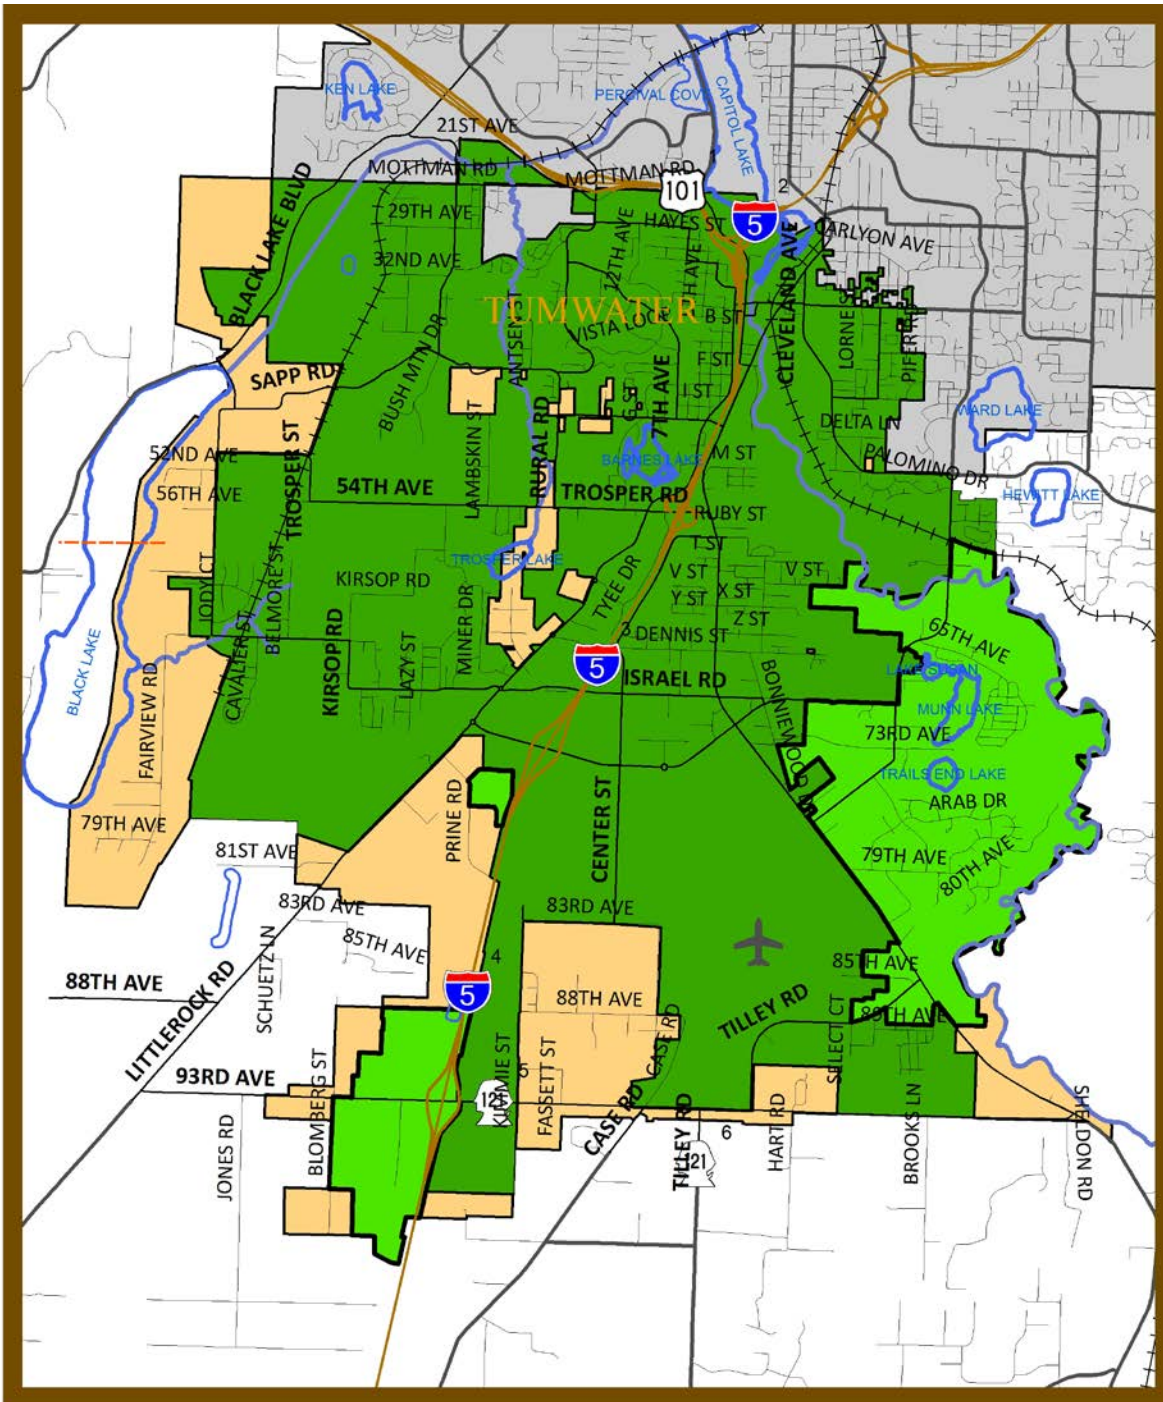 KEN LAKE
PERCIVAL COVE
CAPITOL LAKE
21ST AVE
MOTTMAN RD
MOTTMAN RD
101
2
5
BLACK LAKE BLVD
29TH AVE
HAYES ST
CARLYON AVE
32ND AVE
12TH AVE
CLEVELAND AVE
TUMWATER
B ST
VISTA LOOP
LORNE ST
BUSH MTN DR
F ST
SAPP RD
7TH AVE
I ST
G ST
DELTA LN
WARD LAKE
LAMBSKIN ST
RURAL RD
52ND AVE
TROSPER ST
BARNES LAKE
M ST
PALOMINO DR
56TH AVE
54TH AVE
TROSPER RD
HEWITT LAKE
RUBY ST
T ST
TROSPER LAKE
JODY CT
BELMORE ST
KIRSOP RD
TYEE DR
V ST
V ST
X ST
Y ST
Z ST
MINER DR
3
DENNIS ST
65TH AVE
BLACK LAKE
CAVALIER ST
KIRSOP RD
LAZY ST
5
ISRAEL RD
LAKE SUSAN
FAIRVIEW RD
MUNN LAKE
73RD AVE
TRAILS END LAKE
PRINE RD
CENTER ST
ARAB DR
79TH AVE
81ST AVE
79TH AVE
80TH AVE
83RD AVE
83RD AVE
85TH AVE
SCHUETZ LN
4
85TH AVE
88TH AVE
LITTLEROCK RD
5
88TH AVE
TILLEY RD
89TH AVE
CASE RD
SELECT CT
93RD AVE
BLOMBERG ST
KIMMIE ST
5
121
FASSETT ST
CASE RD
TILLEY RD
HART RD
BROOKS LN
SHELDON RD
JONES RD
6
121